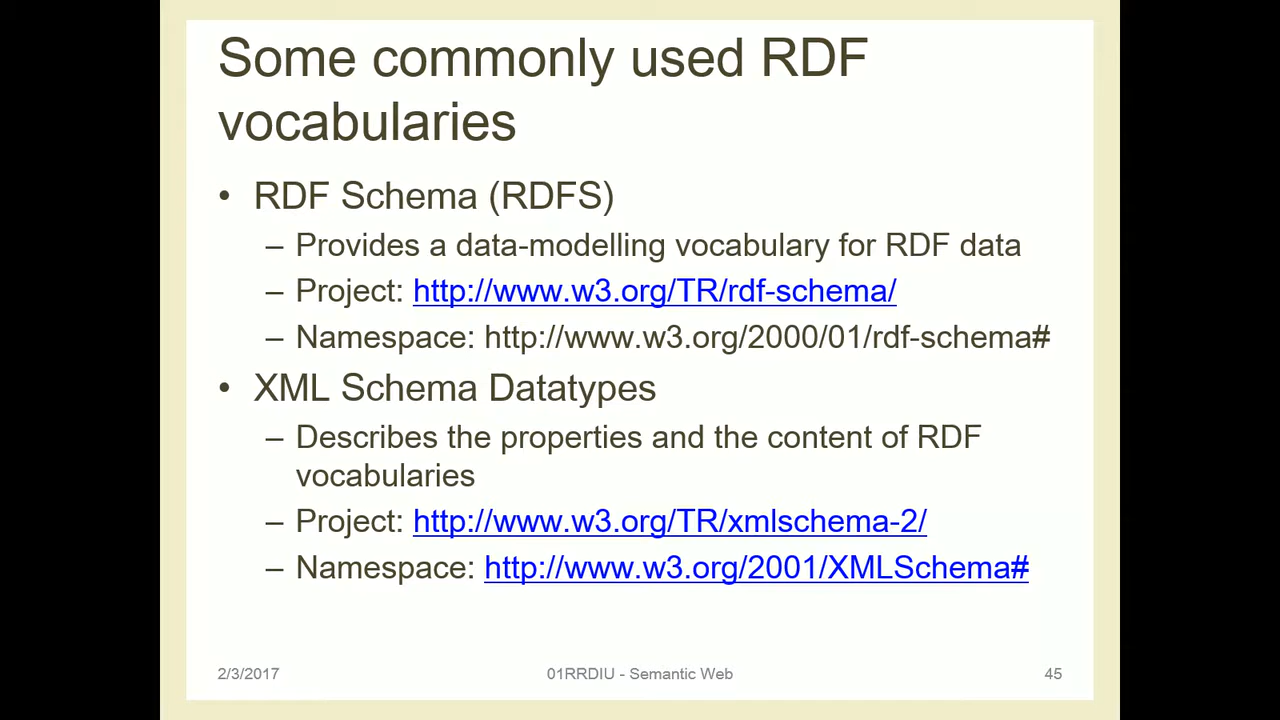 Some commonly used RDF
vocabularies
• RDF Schema (RDFS)
– Provides a data-modelling vocabulary for RDF data
– Project: http://www.w3.org/TR/rdf-schema/
– Namespace: http://www.w3.org/2000/01/rdf-schema#
• XML Schema Datatypes
– Describes the properties and the content of RDF
vocabularies
– Project: http://www.w3.org/TR/xmlschema-2/
– Namespace: http://www.w3.org/2001/XMLSchema#
2/3/2017 01RRDIU - Semantic Web 45